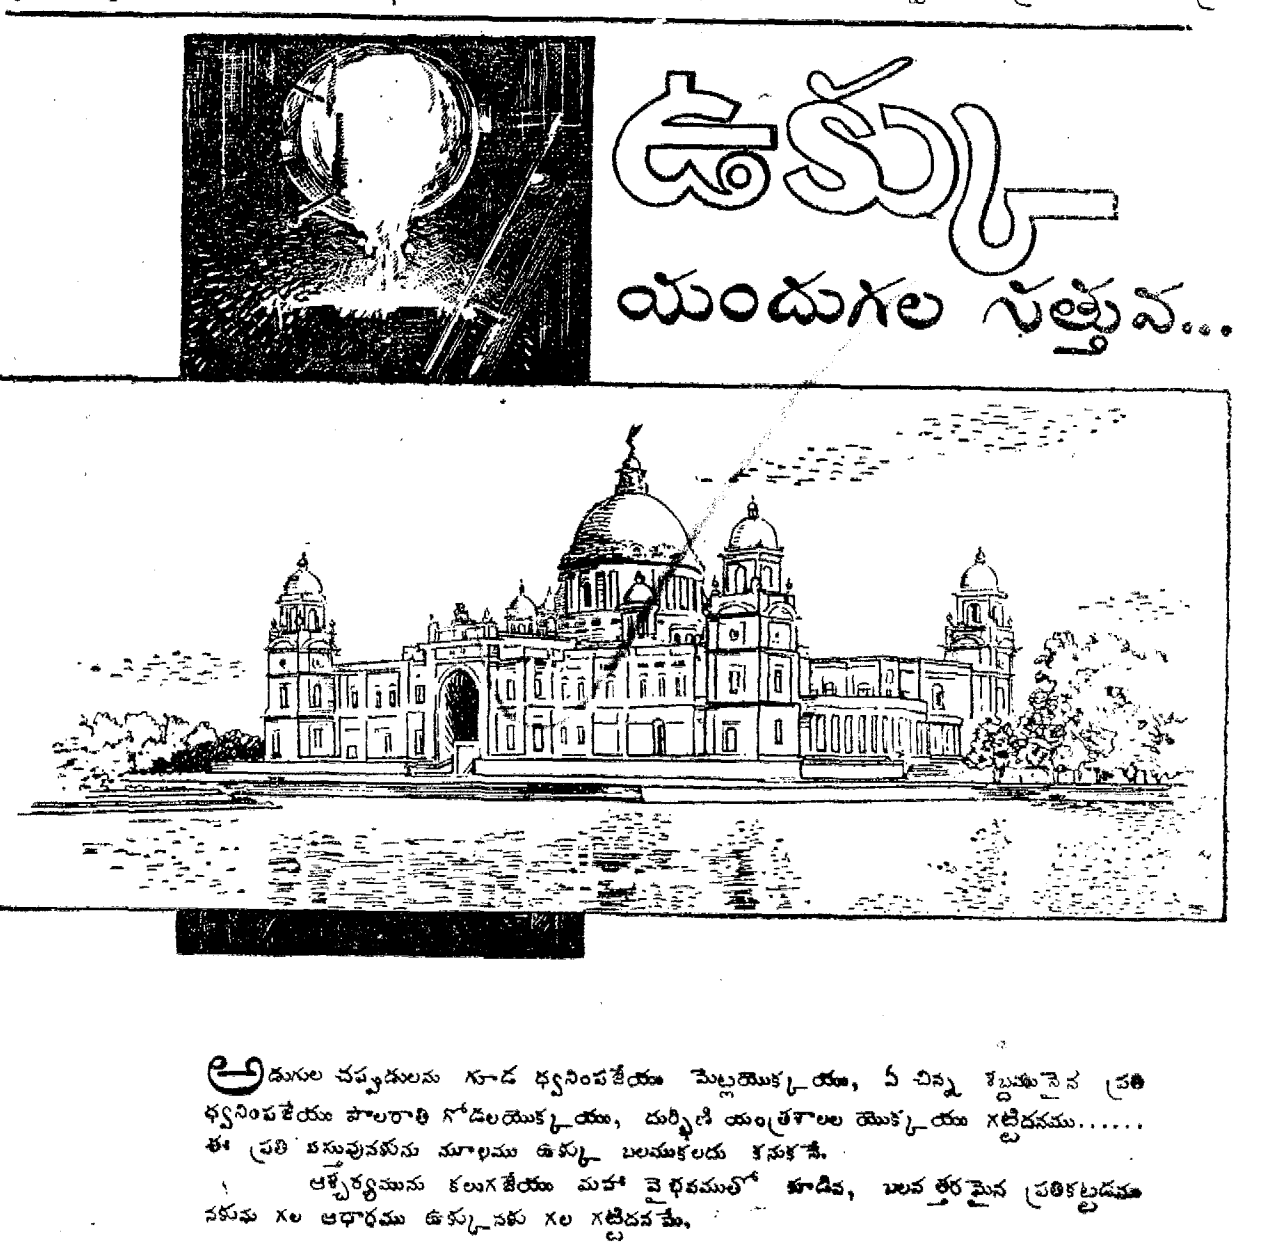 ఉక్కు
యందుగల సత్తువ...
అడుగుల చప్పుడులను గూడ ధ్వనింపజేయు మెట్లయొక్కయు, ఏ చిన్న శబ్దమునైన ప్రతి
ధ్వనింపజేయు పాలరాతి గోడలయొక్కయు, దుర్భిణి యంత్రశాలల యొక్కయు గట్టిదనము......
ఈ ప్రతి వస్తువునకును మూలము ఉక్కు బలముకలదు కనుకనే.
ఆశ్చర్యమును కలుగజేయు మహా వైభవముతో కూడిన, బలవత్తరమైన ప్రతికట్టడము
నకును గల ఆధారము ఉక్కునకు గల గట్టిదనమే.